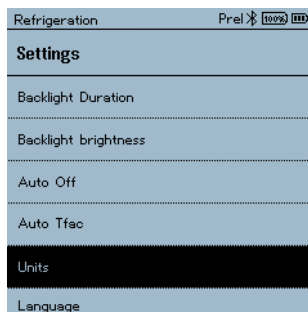 Refrigeration Prel 100%
Settings
Backlight Duration
Backlight brightness
Auto Off
Auto Tfac
Units
Language